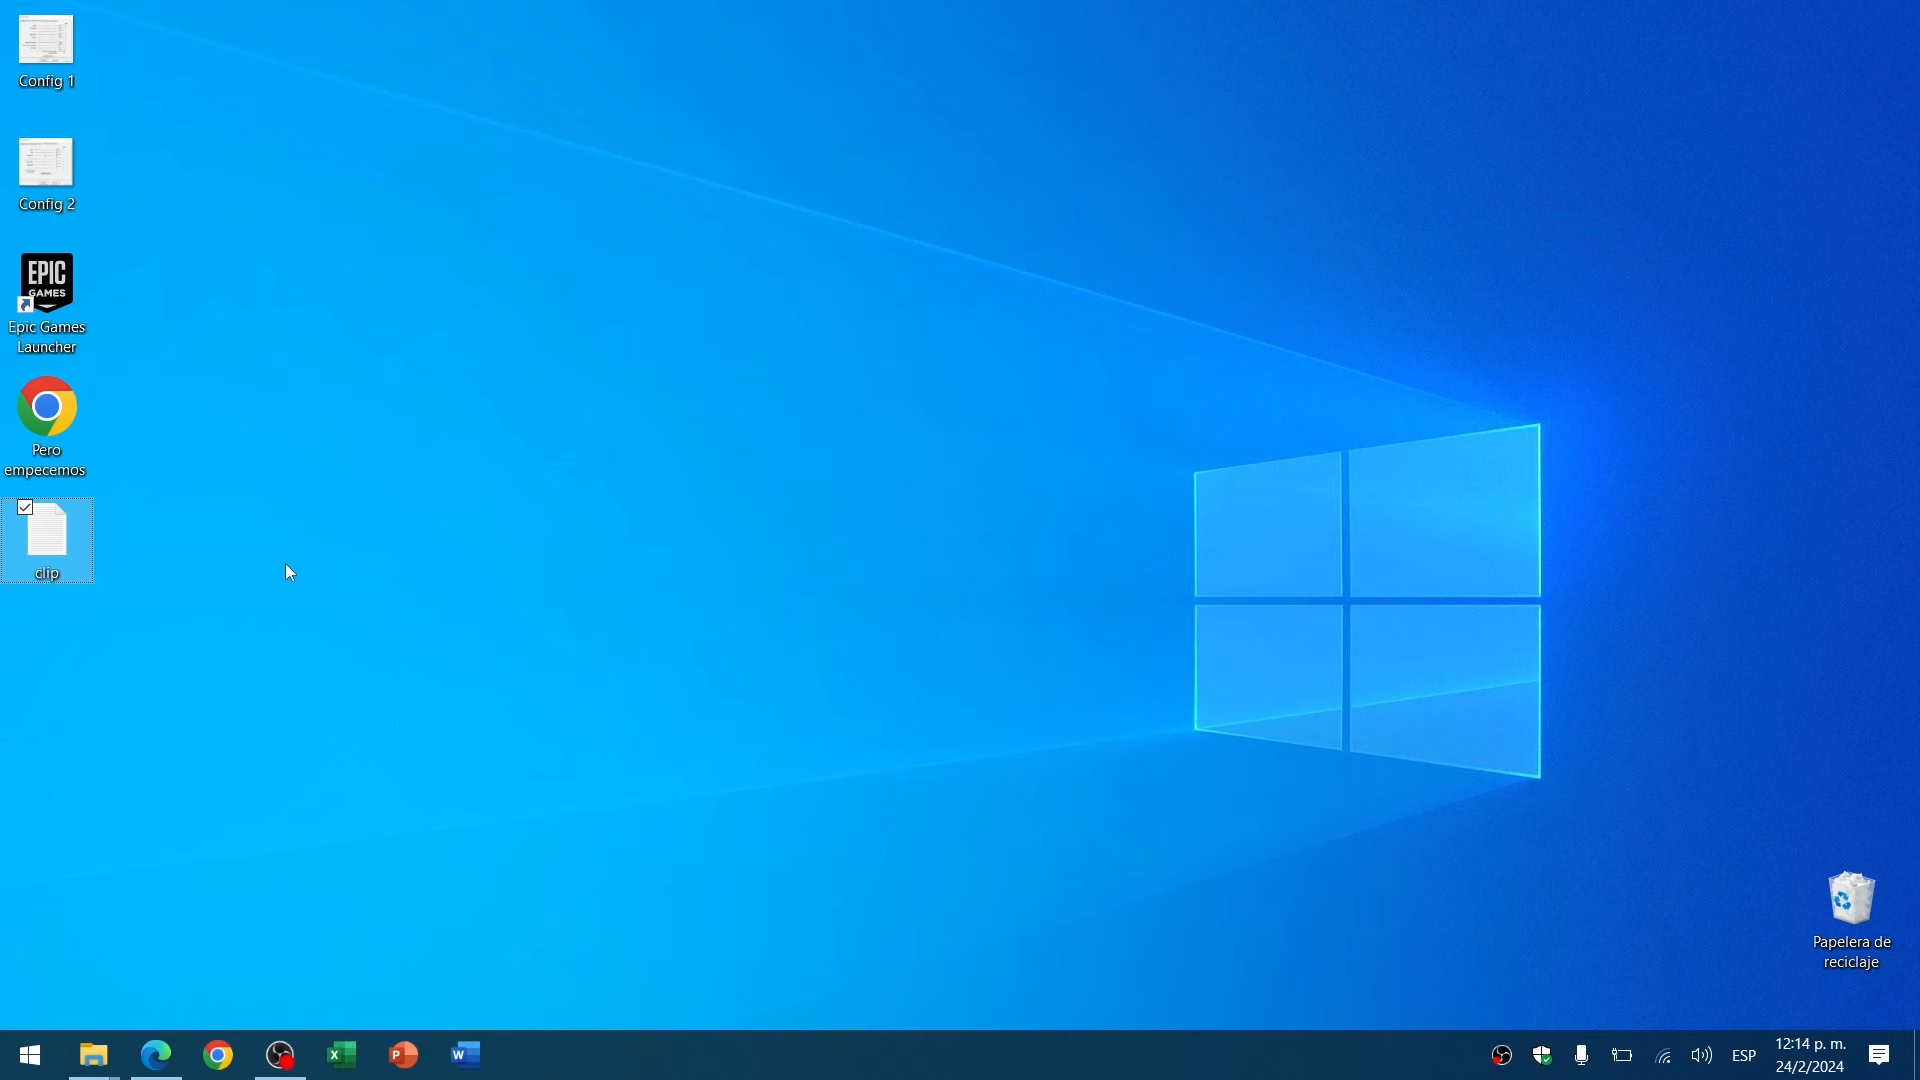 Config 1
Config 2
EPIC
GAMES
Epic Games
Launcher
Pero
empecemos
clip
Papelera de
reciclaje
X
P
W
ESP
12:14 p. m.
24/2/2024